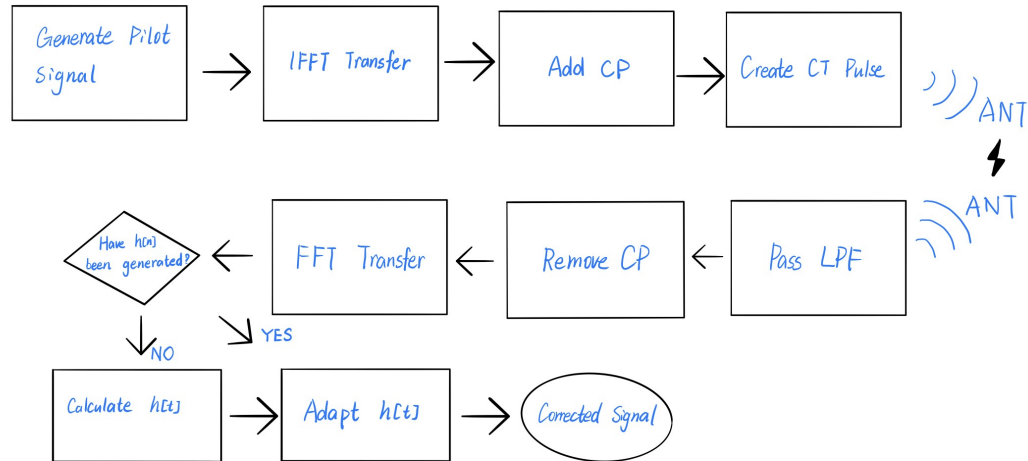 Generate Pilot
Signal
IFFT Transfer
Add CP
Create CT Pulse
ANT
ANT
Pass LPF
Remove CP
FFT Transfer
Have h[n]
been generated?
YES
NO
Calculate h[t]
Adapt h[t]
Corrected Signal